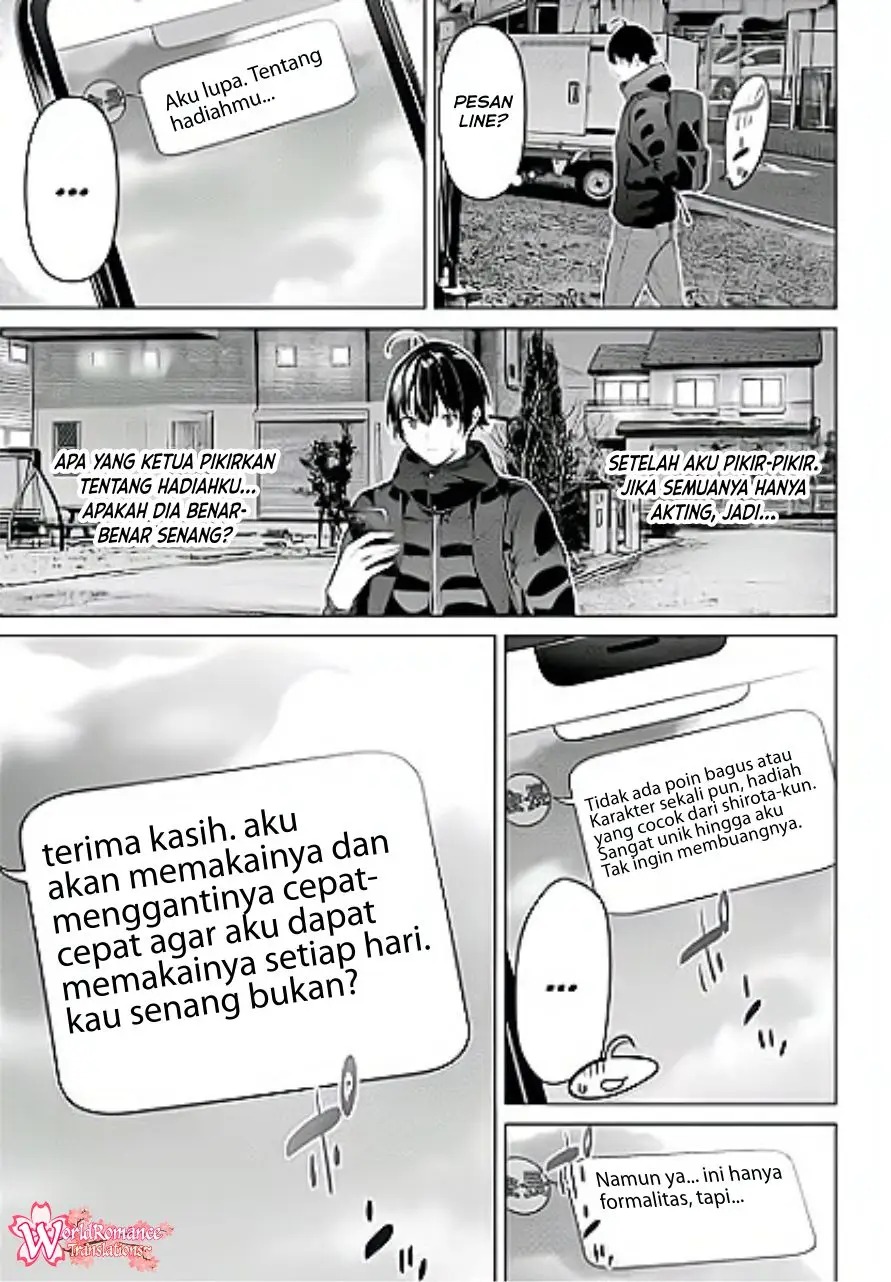 PESAN
LINE?
Aku lupa. Tentang
hadiahmu...
...
SETELAH AKU PIKIR-PIKIR.
JIKA SEMUANYA HANYA
AKTING, JADI...
APA YANG KETUA PIKIRKAN
TENTANG HADIAHKU...
APAKAH DIA BENAR-
BENAR SENANG?
Tidak ada poin bagus atau
Karakter sekali pun, hadiah
yang cocok dari shirota-kun.
Sangat unik hingga aku
Tak ingin membuangnya.
...
Namun ya... ini hanya
formalitas, tapi...
terima kasih. aku
akan memakainya dan
menggantinya cepat-
cepat agar aku dapat
memakainya setiap hari.
kau senang bukan?
WorldRomance
Translations